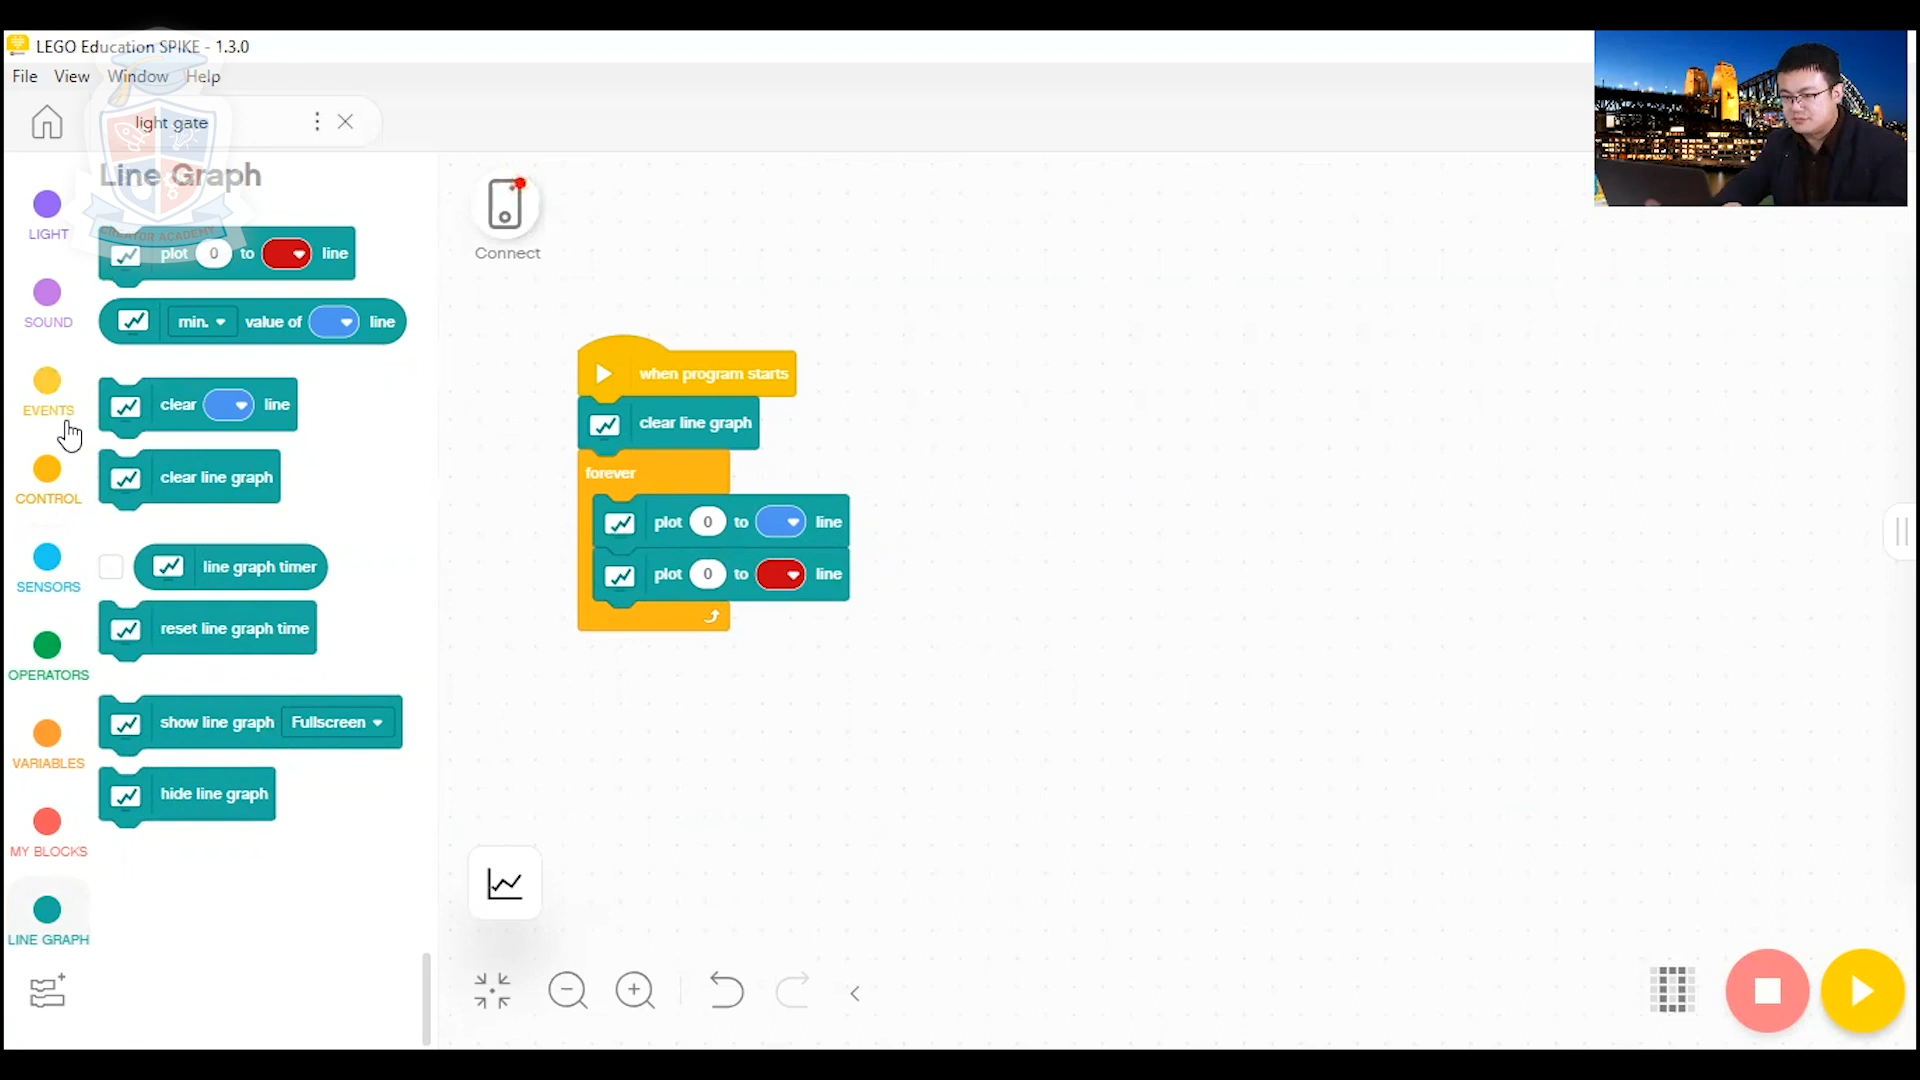 LEGO Education SPIKE - 1.3.0
File View Window Help
light gate
Line Graph
CREATOR ACADEMY
LIGHT
SOUND
EVENTS
CONTROL
SENSORS
OPERATORS
VARIABLES
MY BLOCKS
LINE GRAPH
plot 0 to line
min. value of line
clear line
clear line graph
line graph timer
reset line graph time
show line graph Fullscreen
hide line graph
Connect
when program starts
clear line graph
forever
plot 0 to line
plot 0 to line